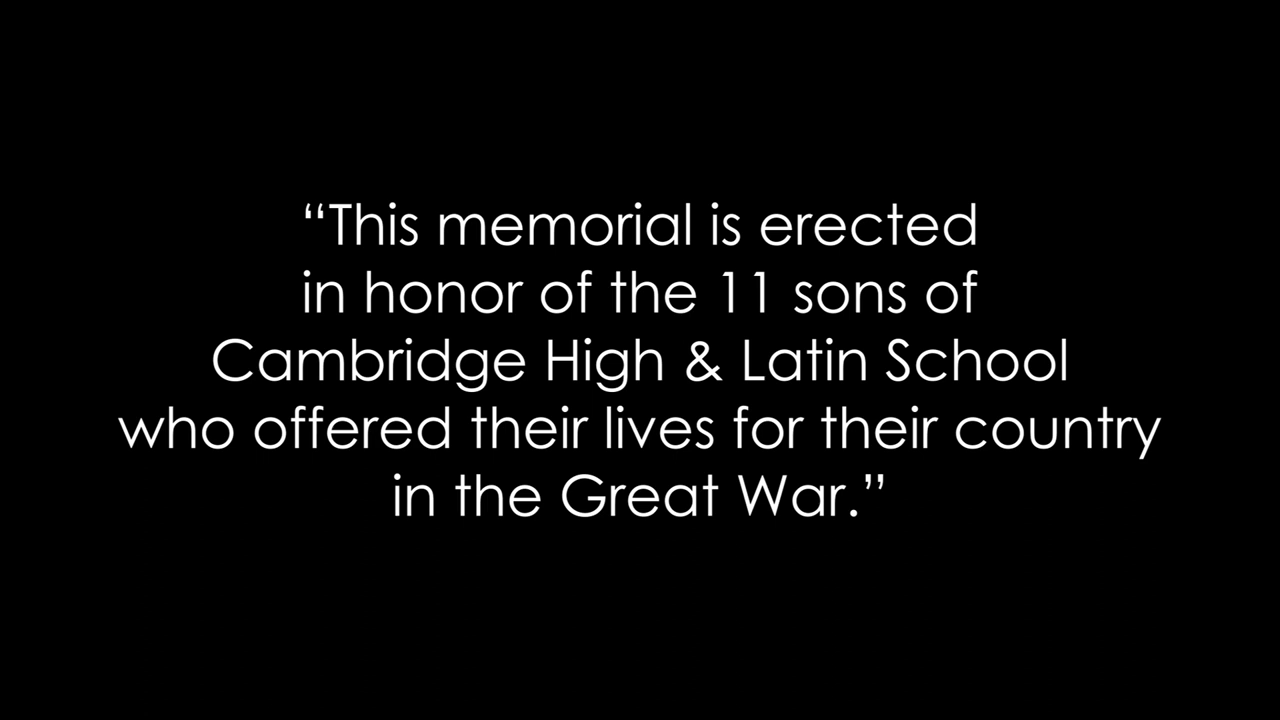 “This memorial is erected
in honor of the 11 sons of
Cambridge High & Latin School
who offered their lives for their country
in the Great War.”